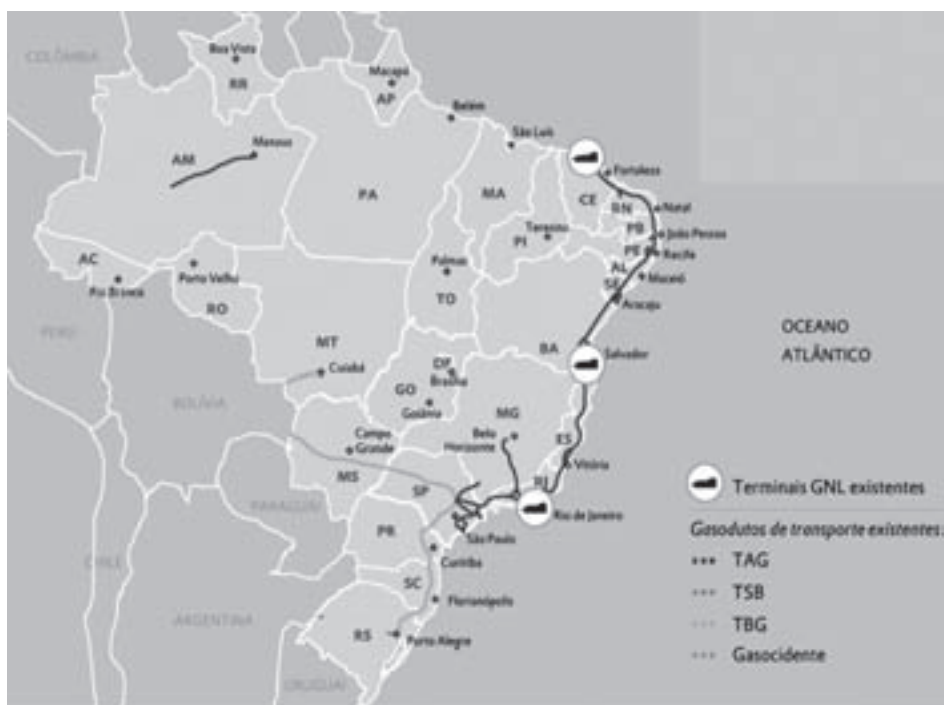 COLÔMBIA
Boa Vista
RR
Macapá
AP
Belém
São Luís
Fortaleza
Manaus
AM
PA
MA
CE
RN
Natal
Teresina
PI
PB
João Pessoa
PE
Recife
AC
Porto Velho
Palmas
AL
Maceió
Rio Branco
SE
TO
Aracaju
RO
PERU
MT
BA
Salvador
OCEANO
ATLÂNTICO
Cuiabá
DF
Brasília
GO
BOLÍVIA
Goiânia
MG
Campo
Grande
Belo
Horizonte
ES
Vitória
MS
SP
RJ
Rio de Janeiro
PARAGUAI
São Paulo
PR
Curitiba
CHILE
SC
Florianópolis
ARGENTINA
RS
Porto Alegre
URUGUAI
Terminais GNL existentes
Gasodutos de transporte existentes:
TAG
TSB
TBG
Gasocidente